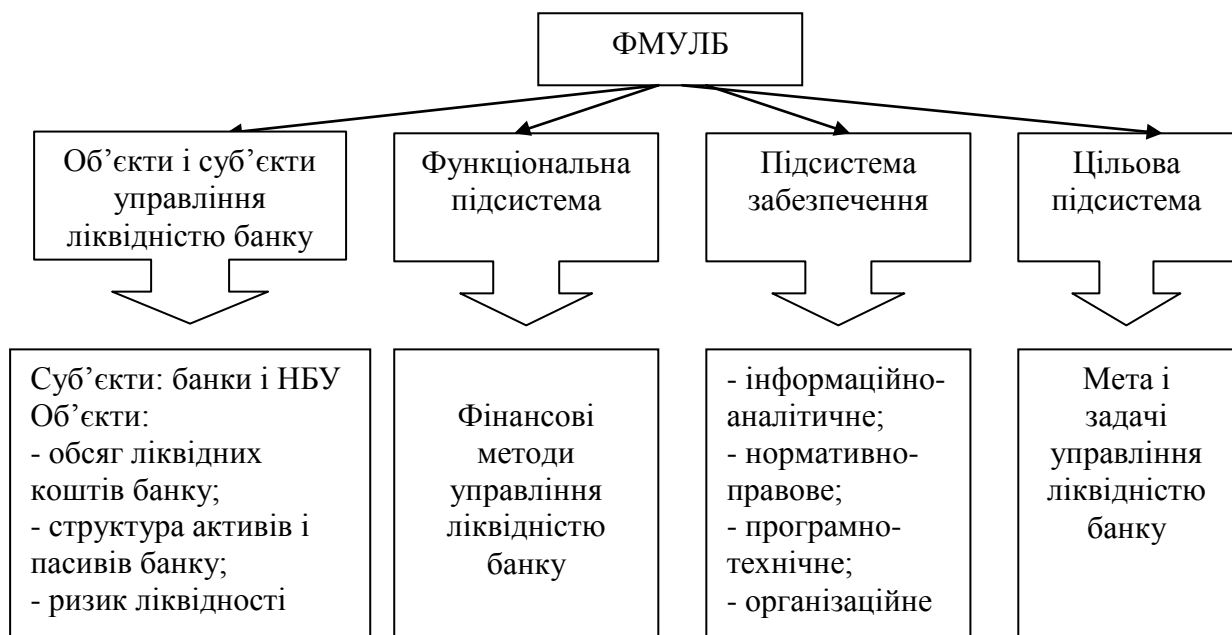 ФМУЛБ
Об’єкти і суб’єкти
управління
ліквідністю банку
Функціональна
підсистема
Підсистема
забезпечення
Цільова
підсистема
Суб’єкти: банки і НБУ
Об’єкти:
- обсяг ліквідних
коштів банку;
- структура активів і
пасивів банку;
- ризик ліквідності
Фінансові
методи
управління
ліквідністю
банку
- інформаційно-
аналітичне;
- нормативно-
правове;
- програмно-
технічне;
- організаційне
Мета і
задачі
управління
ліквідністю
банку